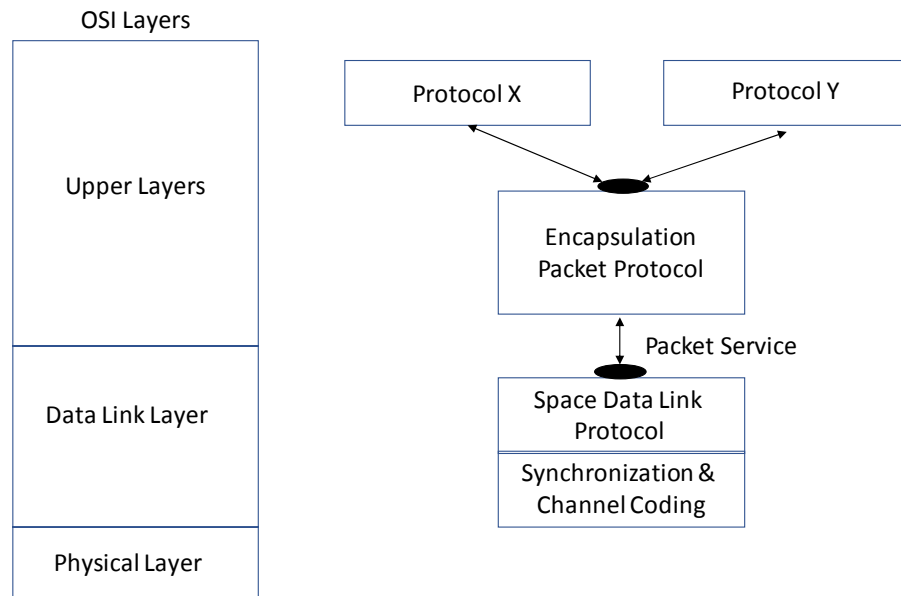 OSI Layers
Upper Layers
Data Link Layer
Physical Layer
Protocol X
Protocol Y
Encapsulation
Packet Protocol
Packet Service
Space Data Link
Protocol
Synchronization &
Channel Coding